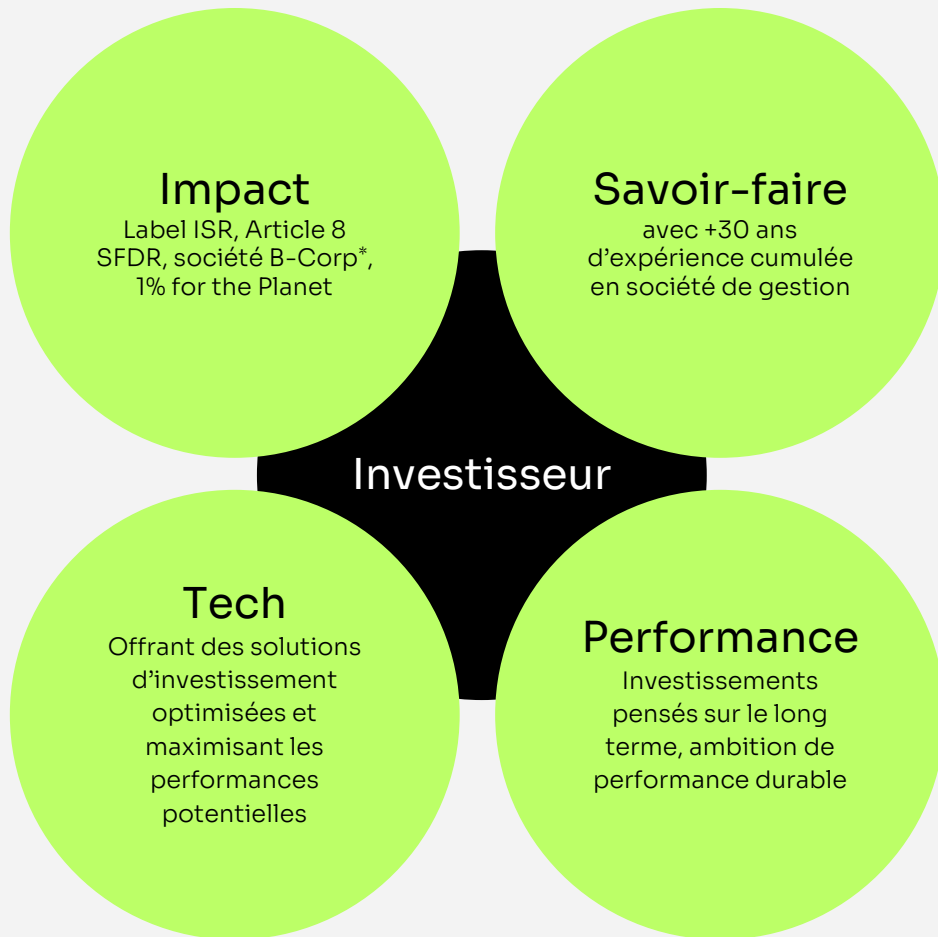 Impact
Label ISR, Article 8
SFDR, société B-Corp*,
1% for the Planet
Savoir-faire
avec +30 ans
d’expérience cumulée
en société de gestion
Investisseur
Tech
Offrant des solutions
d’investissement
optimisées et
maximisant les
performances
potentielles
Performance
Investissements
pensés sur le long
terme, ambition de
performance durable